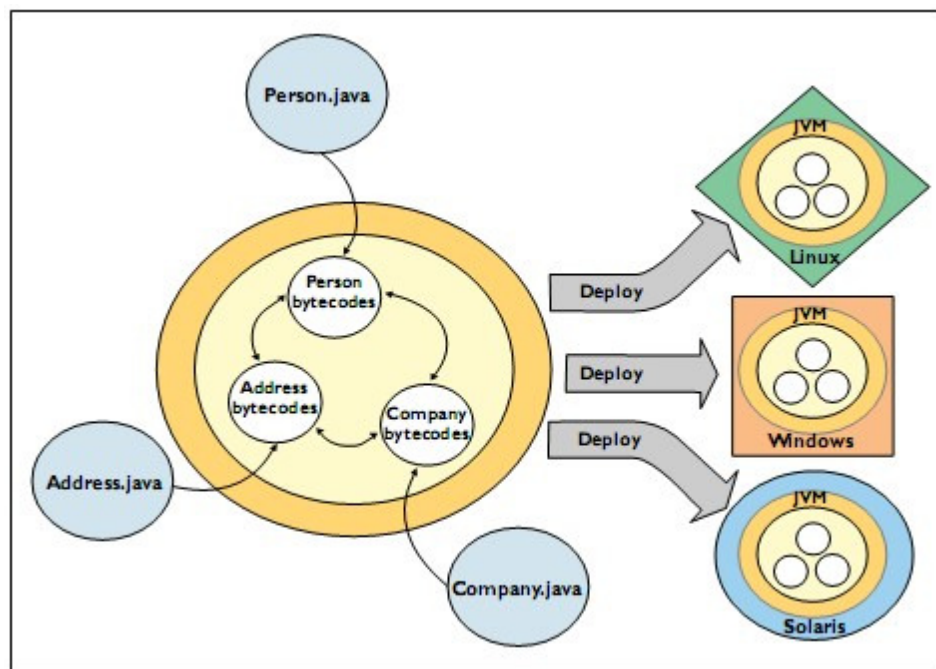 Person.java
Person
bytecodes
Address
bytecodes
Company
bytecodes
Address.java
Company.java
Deploy
Deploy
Deploy
JVM
Linux
JVM
Windows
JVM
Solaris